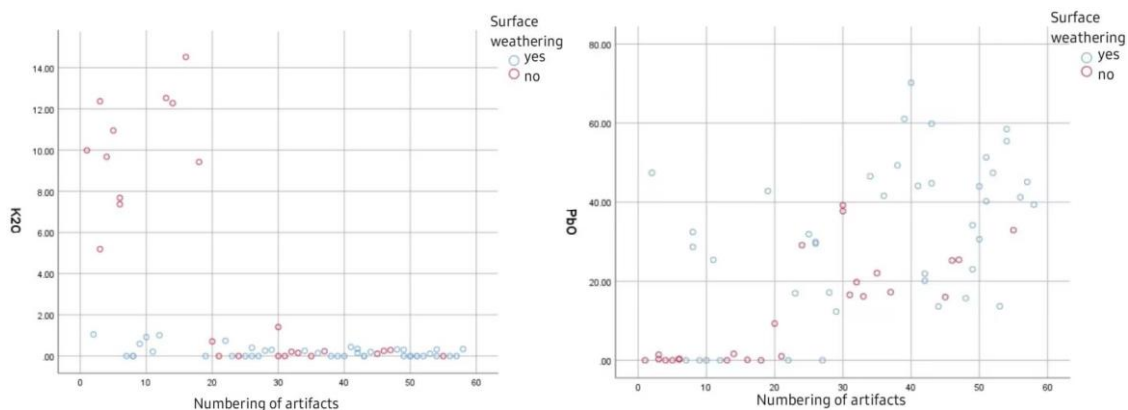 Surface
weathering
yes
no
14.00
12.00
10.00
8.00
6.00
4.00
2.00
.00
K2O
0 10 20 30 40 50 60
Numbering of artifacts
Surface
weathering
yes
no
80.00
60.00
40.00
20.00
.00
PbO
0 10 20 30 40 50 60
Numbering of artifacts